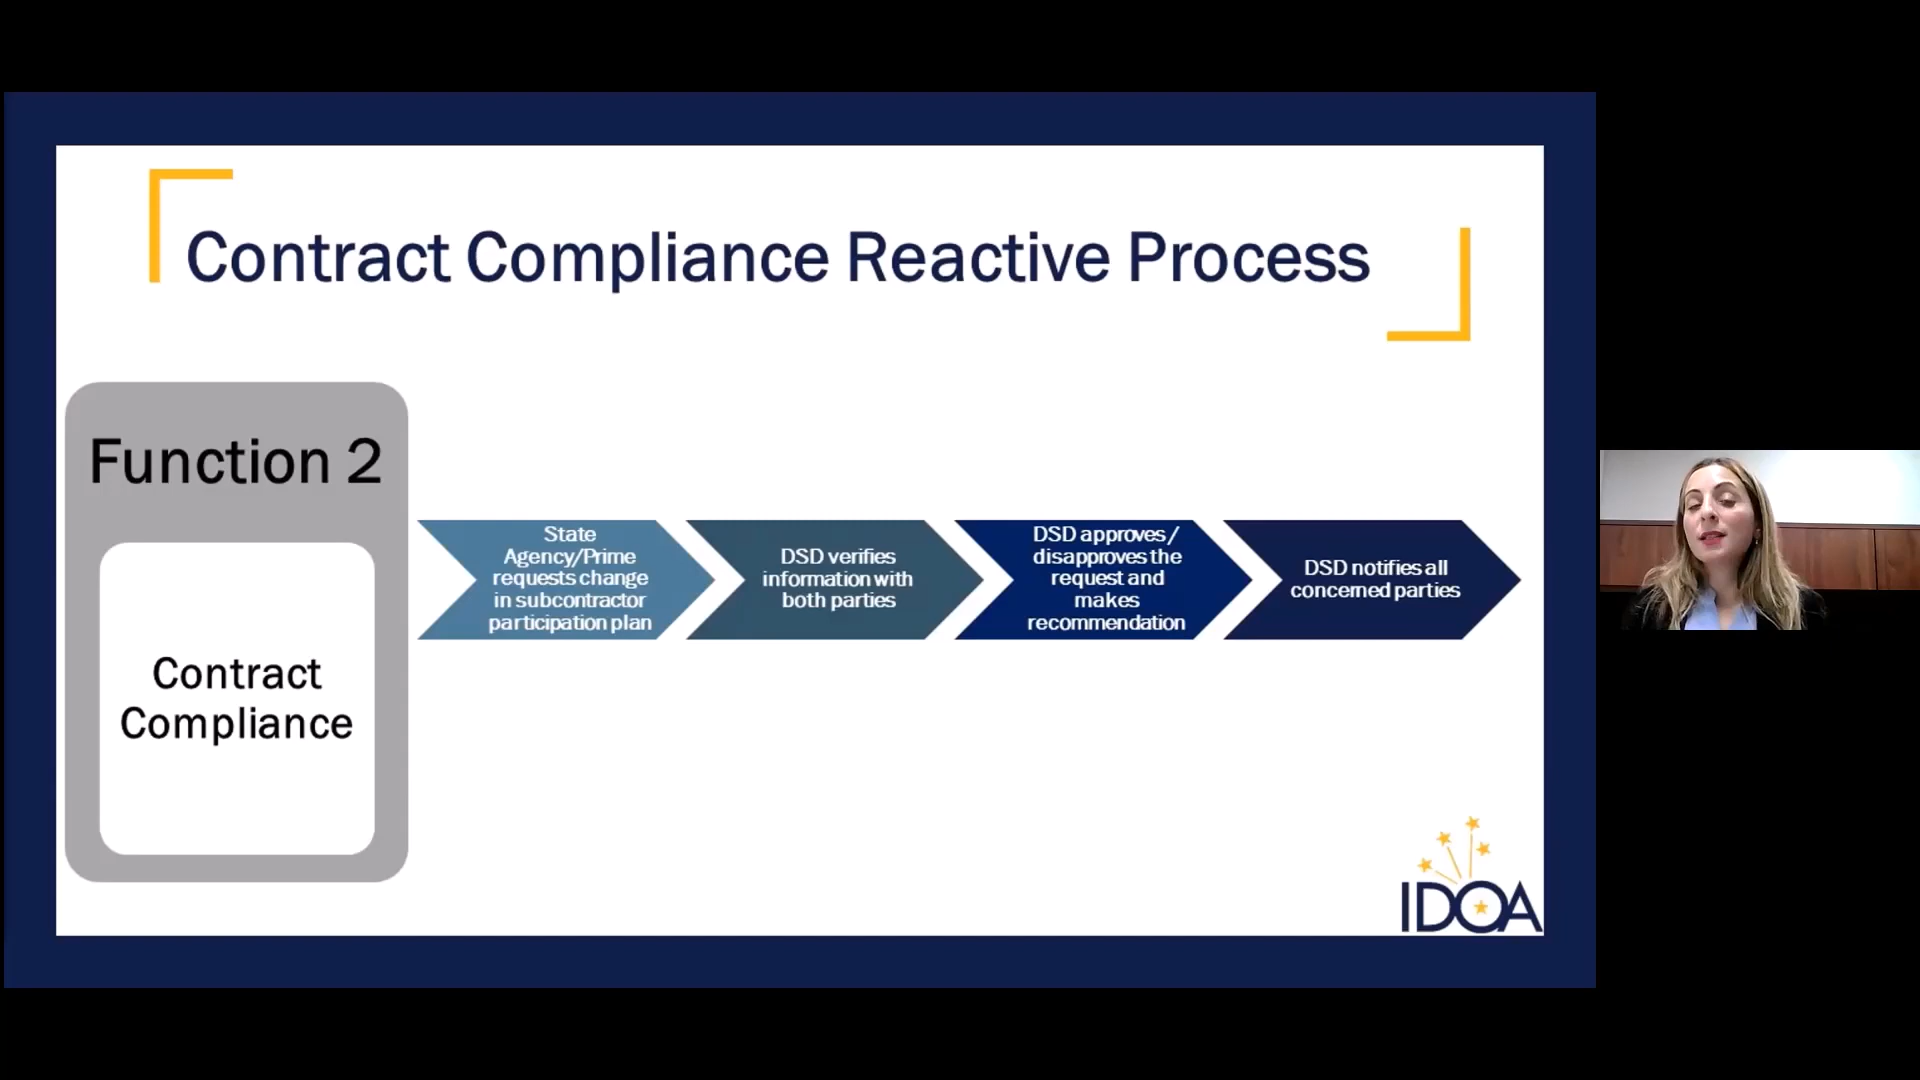 Contract Compliance Reactive Process
Function 2
Contract
Compliance
State
Agency/Prime
requests change
in subcontractor
participation plan
DSD verifies
information with
both parties
DSD approves/
disapproves the
request and
makes
recommendation
DSD notifies all
concerned parties
IDOA